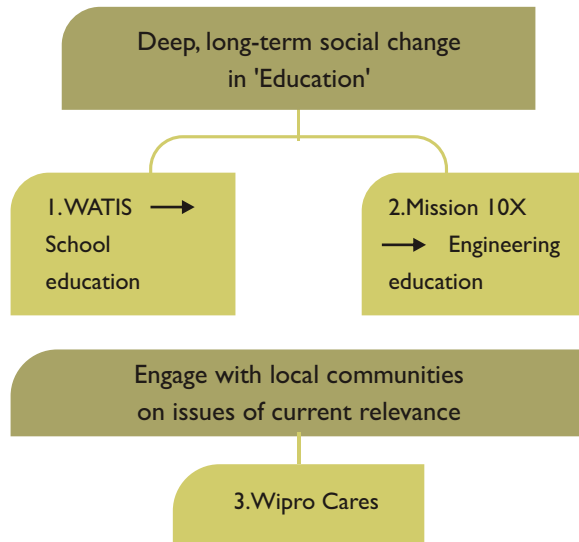 Deep, long-term social change
in 'Education'
1.WATIS →
School
education
2.Mission 10X
→ Engineering
education
Engage with local communities
on issues of current relevance
3.Wipro Cares